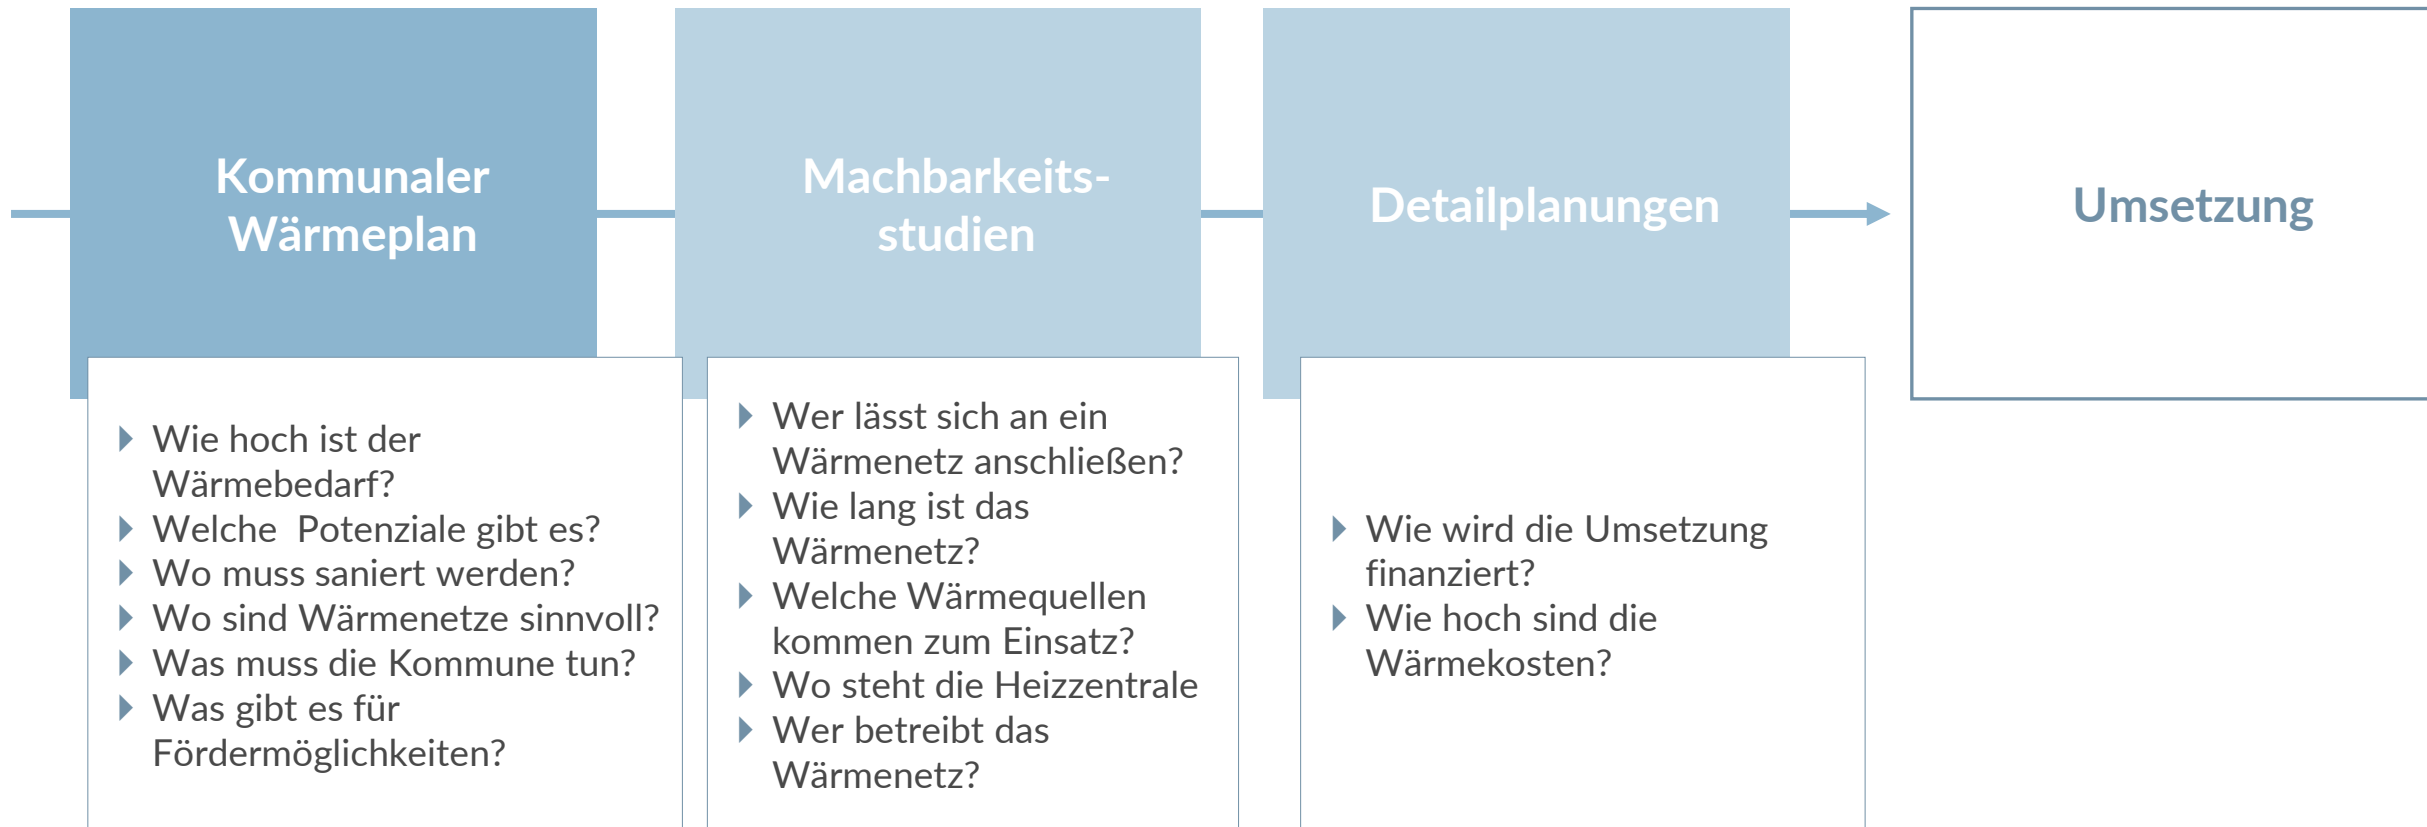 Kommunaler
Wärmeplan
Wie hoch ist der
Wärmebedarf?
Welche  Potenziale gibt es?
Wo muss saniert werden?
Wo sind Wärmenetze sinnvoll?
Was muss die Kommune tun?
Was gibt es für
Fördermöglichkeiten?
Machbarkeits-
studien
Wer lässt sich an ein
Wärmenetz anschließen?
Wie lang ist das
Wärmenetz?
Welche Wärmequellen
kommen zum Einsatz?
Wo steht die Heizzentrale
Wer betreibt das
Wärmenetz?
Detailplanungen
Wie wird die Umsetzung
finanziert?
Wie hoch sind die
Wärmekosten?
Umsetzung